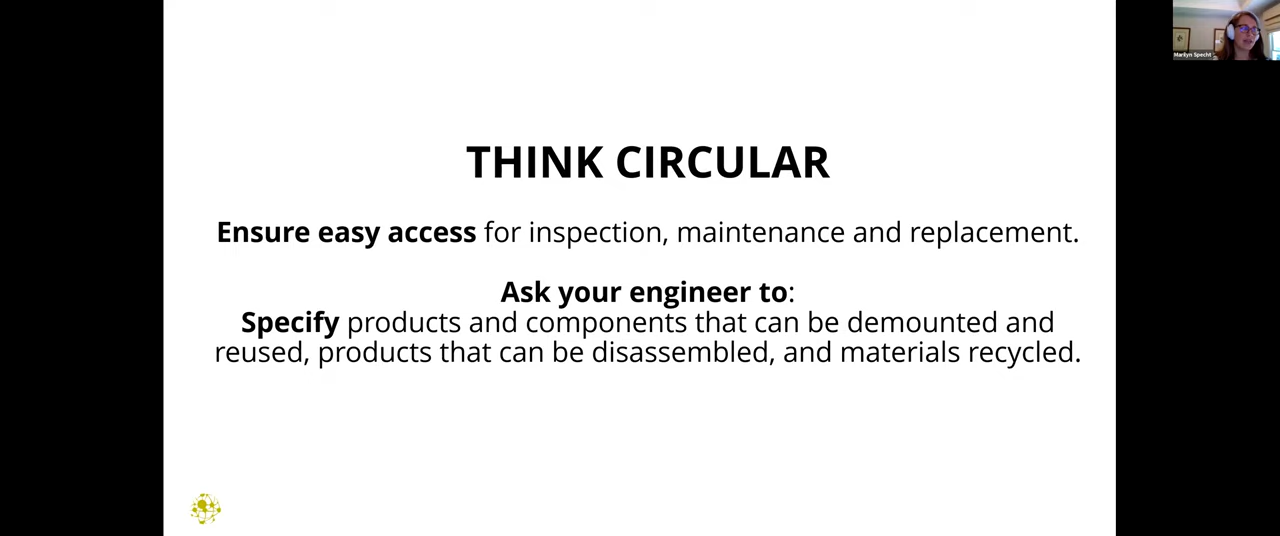 THINK CIRCULAR
Ensure easy access for inspection, maintenance and replacement.
Ask your engineer to:
Specify products and components that can be demounted and
reused, products that can be disassembled, and materials recycled.
Marilyn Specht